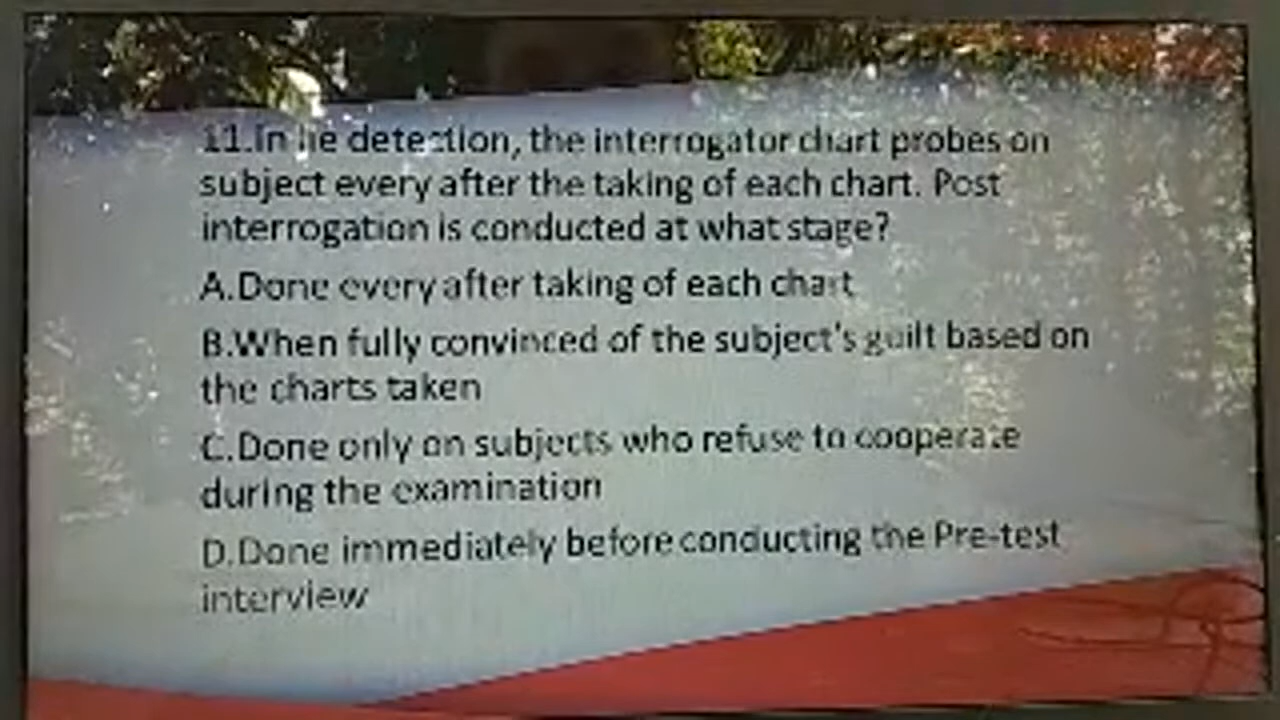 11.In lie detection, the interrogator chart probes on
subject every after the taking of each chart. Post
interrogation is conducted at what stage?
A.Done every after taking of each chart
B.When fully convinced of the subject's guilt based on
the charts taken
C.Done only on subjects who refuse to cooperate
during the examination
D.Done immediately before conducting the Pre-test
interview